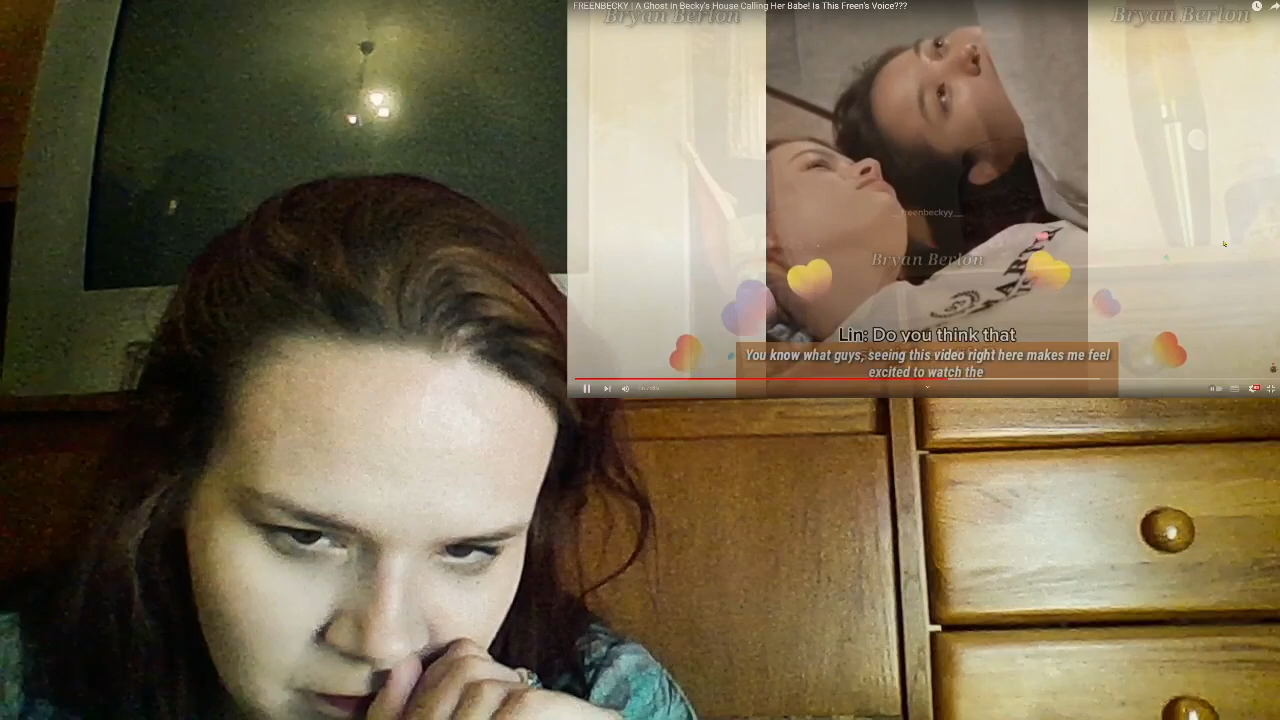 FREENBECKY | A Ghost In Becky's House Calling Her Babe! Is This Freen's Voice???
Bryan Berlon
Bryan Berlon
freenbeckyy__
Bryan Berlon
Lin: Do you think that
You know what guys, seeing this video right here makes me feel
excited to watch the